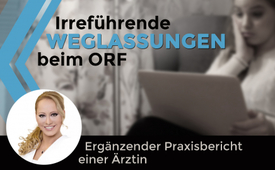 Irreführende
WEGLASSUNGEN
beim ORF
Ergänzender Praxisbericht
einer Ärztin